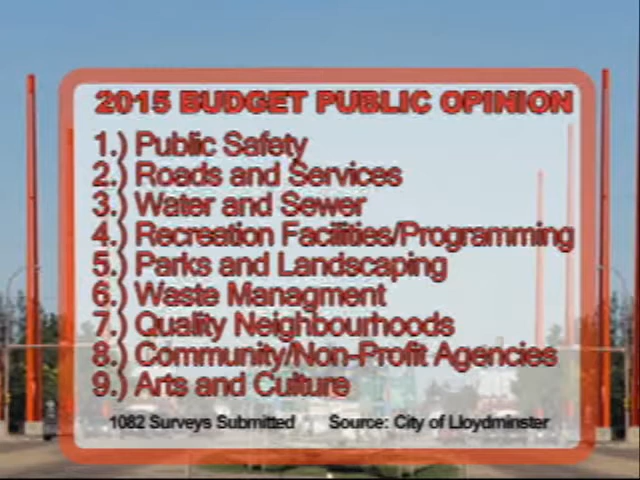 2015 BUDGET PUBLIC OPINION
1.) Public Safety
2.) Roads and Services
3.) Water and Sewer
4.) Recreation Facilities/Programming
5.) Parks and Landscaping
6.) Waste Managment
7.) Quality Neighbourhoods
8.) Community/Non-Profit Agencies
9.) Arts and Culture
1082 Surveys Submitted Source: City of Lloydminster